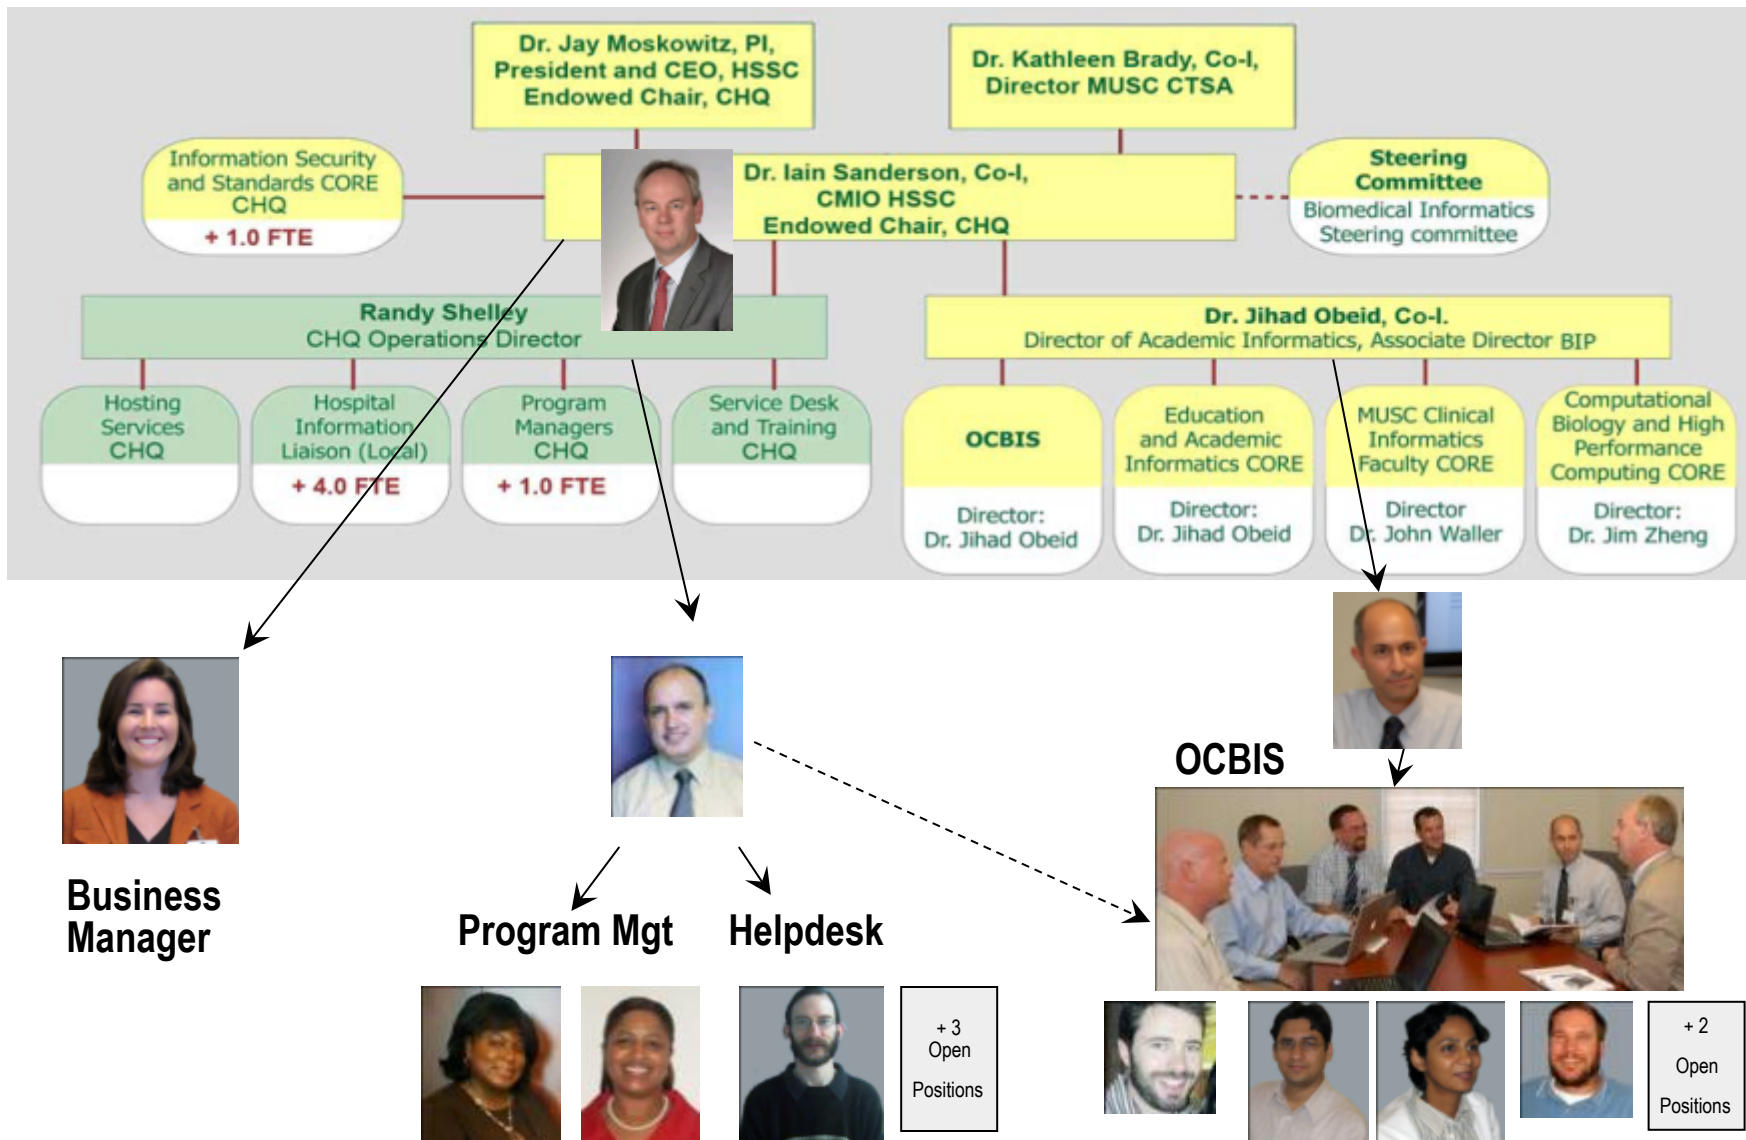 Dr. Jay Moskowitz, PI,
President and CEO, HSSC
Endowed Chair, CHQ
Dr. Kathleen Brady, Co-I,
Director MUSC CTSA
Information Security
and Standards CORE
CHQ
+ 1.0 FTE
Dr. Iain Sanderson, Co-I,
CMIO HSSC
Endowed Chair, CHQ
Steering
Committee
Biomedical Informatics
Steering committee
Randy Shelley
CHQ Operations Director
Dr. Jihad Obeid, Co-I.
Director of Academic Informatics, Associate Director BIP
Hosting
Services
CHQ
Hospital
Information
Liaison (Local)
+ 4.0 FTE
Program
Managers
CHQ
+ 1.0 FTE
Service Desk
and Training
CHQ
OCBIS
Director:
Dr. Jihad Obeid
Education
and Academic
Informatics CORE
Director:
Dr. Jihad Obeid
MUSC Clinical
Informatics
Faculty CORE
Director
Dr. John Waller
Computational
Biology and High
Performance
Computing CORE
Director:
Dr. Jim Zheng
Business
Manager
Program Mgt
Helpdesk
+ 3
Open
Positions
OCBIS
+ 2
Open
Positions